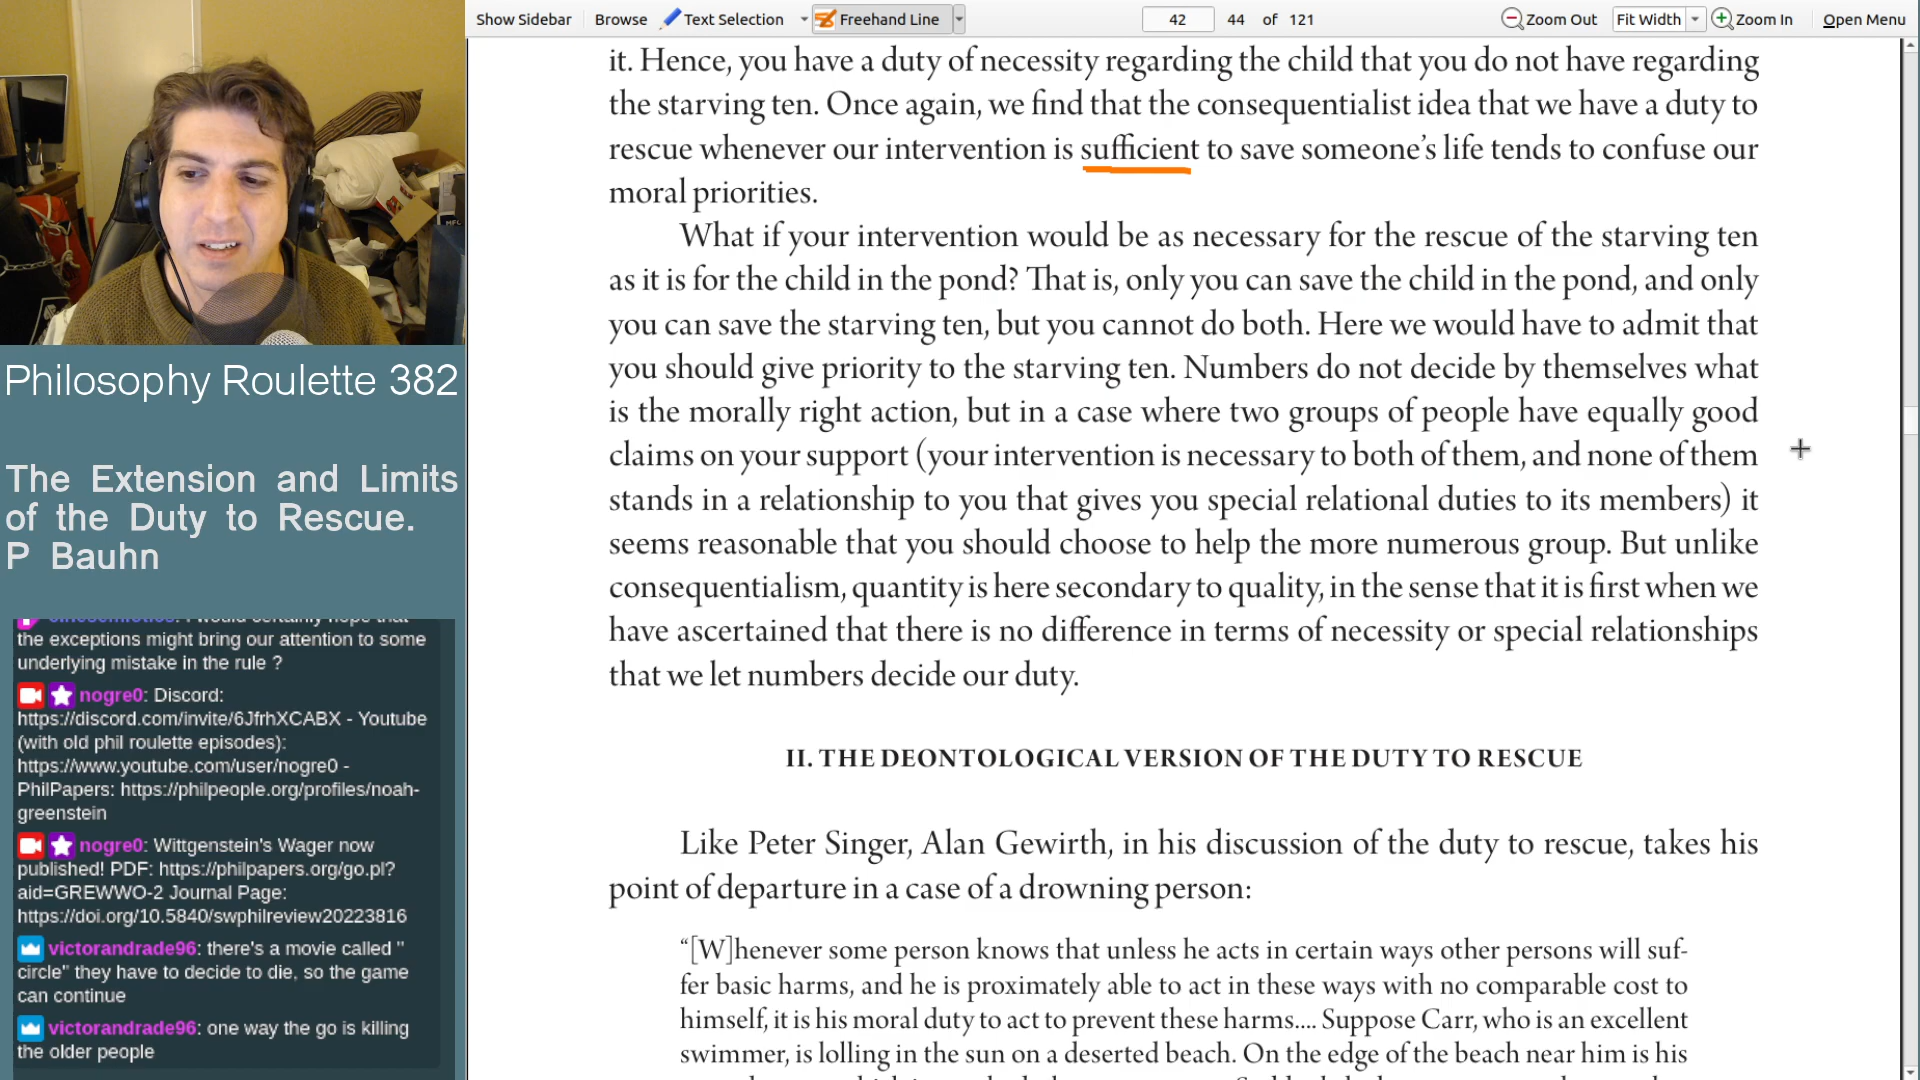 Show Sidebar Browse Text Selection Freehand Line 42 44 of 121 Zoom Out Fit Width Zoom In Open Menu
it. Hence, you have a duty of necessity regarding the child that you do not have regarding
the starving ten. Once again, we find that the consequentialist idea that we have a duty to
rescue whenever our intervention is sufficient to save someone's life tends to confuse our
moral priorities.
What if your intervention would be as necessary for the rescue of the starving ten
as it is for the child in the pond? That is, only you can save the child in the pond, and only
you can save the starving ten, but you cannot do both. Here we would have to admit that
you should give priority to the starving ten. Numbers do not decide by themselves what
is the morally right action, but in a case where two groups of people have equally good
claims on your support (your intervention is necessary to both of them, and none of them
stands in a relationship to you that gives you special relational duties to its members) it
seems reasonable that you should choose to help the more numerous group. But unlike
consequentialism, quantity is here secondary to quality, in the sense that it is first when we
have ascertained that there is no difference in terms of necessity or special relationships
that we let numbers decide our duty.
II. THE DEONTOLOGICAL VERSION OF THE DUTY TO RESCUE
Like Peter Singer, Alan Gewirth, in his discussion of the duty to rescue, takes his
point of departure in a case of a drowning person:
“[W]henever some person knows that unless he acts in certain ways other persons will suf-
fer basic harms, and he is proximately able to act in these ways with no comparable cost to
himself, it is his moral duty to act to prevent these harms.... Suppose Carr, who is an excellent
swimmer, is lolling in the sun on a deserted beach. On the edge of the beach near him is his
Philosophy Roulette 382
The Extension and Limits
of the Duty to Rescue.
P Bauhn
the exceptions might bring our attention to some
underlying mistake in the rule ?
nogre0: Discord:
https://discord.com/invite/6JfrhXCABX - Youtube
(with old phil roulette episodes):
https://www.youtube.com/user/nogre0 -
PhilPapers: https://philpeople.org/profiles/noah-
greenstein
nogre0: Wittgenstein's Wager now
published! PDF: https://philpapers.org/go.pl?
aid=GREWWO-2 Journal Page:
https://doi.org/10.5840/swphilreview20223816
victorandrade96: there's a movie called "
circle" they have to decide to die, so the game
can continue
victorandrade96: one way the go is killing
the older people